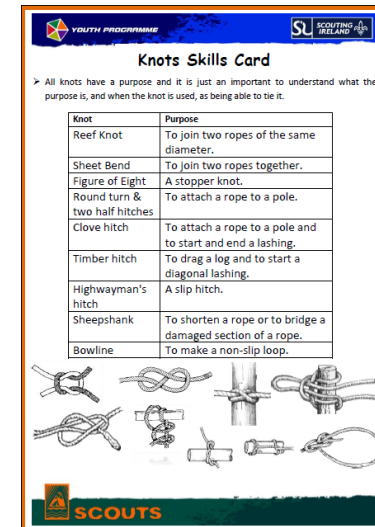 YOUTH PROGRAMME
SCOUTING
IRELAND
Knots Skills Card
➤ All knots have a purpose and it is just an important to understand what the
purpose is, and when the knot is used, as being able to tie it.
Knot Purpose
Reef Knot To join two ropes of the same
diameter.
Sheet Bend To join two ropes together.
Figure of Eight A stopper knot.
Round turn & To attach a rope to a pole.
two half hitches
Clove hitch To attach a rope to a pole and
to start and end a lashing.
Timber hitch To drag a log and to start a
diagonal lashing.
Highwayman's A slip hitch.
hitch
Sheepshank To shorten a rope or to bridge a
damaged section of a rope.
Bowline To make a non-slip loop.
SCOUTS